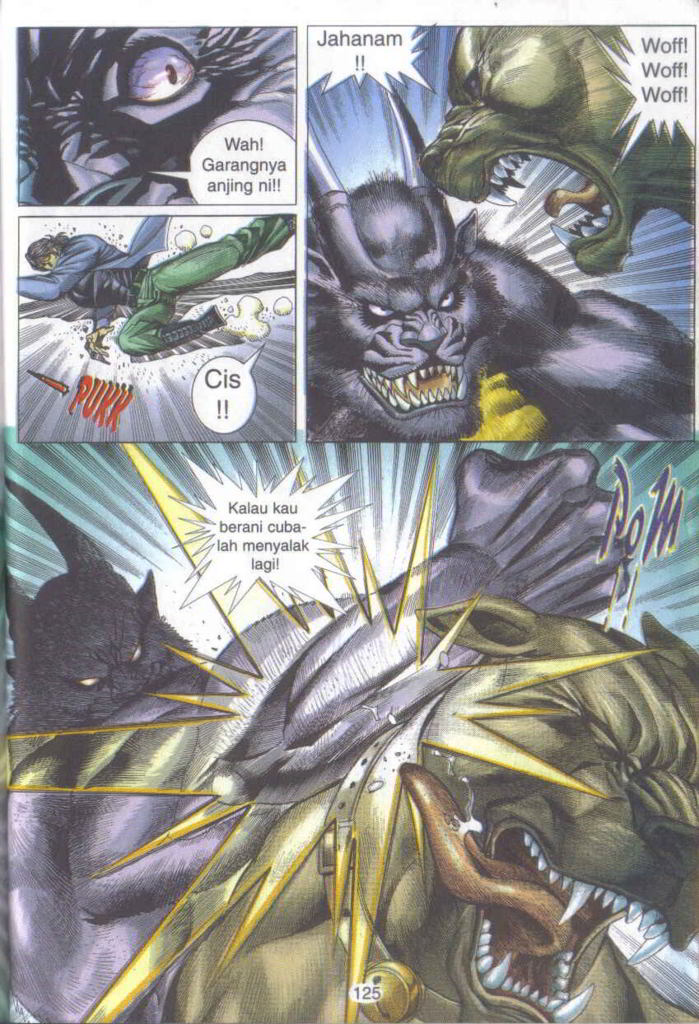 Wah!
Garangnya
anjing ni!!
Jahanam
!!
Woff!
Woff!
Woff!
PUKK
Cis
!!
Kalau kau
berani cuba-
lah menyalak
lagi!
POM
125